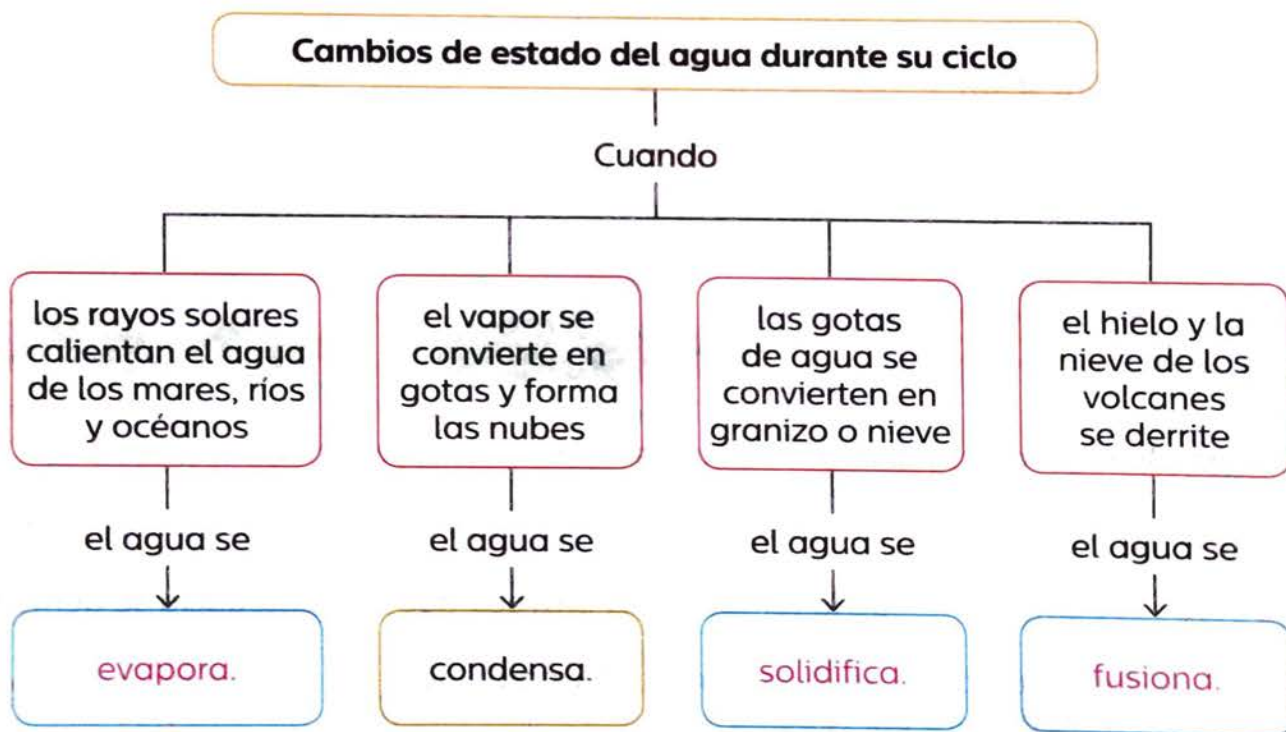 Cambios de estado del agua durante su ciclo
Cuando
los rayos solares
calientan el agua
de los mares, ríos
y océanos
el agua se
evapora.
el vapor se
convierte en
gotas y forma
las nubes
el agua se
condensa.
las gotas
de agua se
convierten en
granizo o nieve
el agua se
solidifica.
el hielo y la
nieve de los
volcanes
se derrite
el agua se
fusiona.